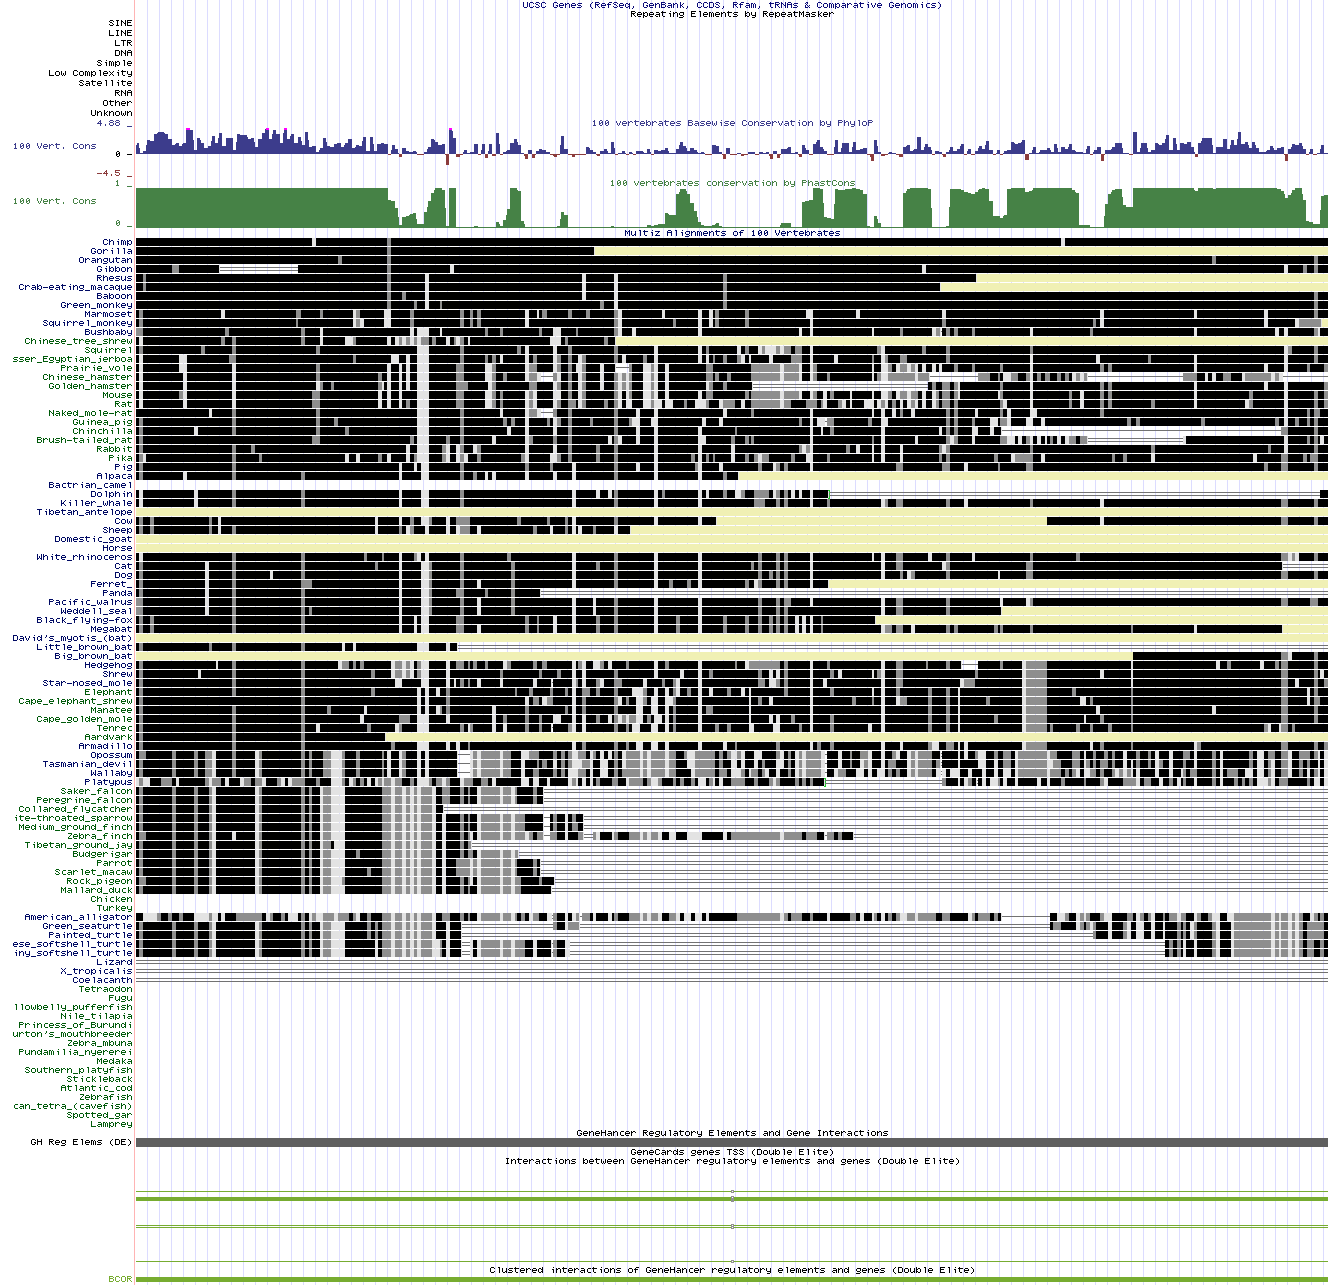 UCSC Genes (RefSeq, GenBank, CCDS, Rfam, tRNAs & Comparative Genomics)
Repeating Elements by RepeatMasker
SINE
LINE
LTR
DNA
Simple
Low Complexity
Satellite
RNA
Other
Unknown
4.88 _
100 vertebrates Basewise Conservation by PhyloP
100 Vert. Cons
0 _
-4.5 _
100 vertebrates conservation by PhastCons
1 _
100 Vert. Cons
0 _
Multiz Alignments of 100 Vertebrates
Chimp
Gorilla
Orangutan
Gibbon
Rhesus
Crab-eating_macaque
Baboon
Green_monkey
Marmoset
Squirrel_monkey
Bushbaby
Chinese_tree_shrew
Squirrel
sser_Egyptian_jerboa
Prairie_vole
Chinese_hamster
Golden_hamster
Mouse
Rat
Naked_mole-rat
Guinea_pig
Chinchilla
Brush-tailed_rat
Rabbit
Pika
Pig
Alpaca
Bactrian_camel
Dolphin
Killer_whale
Tibetan_antelope
Cow
Sheep
Domestic_goat
Horse
White_rhinoceros
Cat
Dog
Ferret_
Panda
Pacific_walrus
Weddell_seal
Black_flying-fox
Megabat
David's_myotis_(bat)
Little_brown_bat
Big_brown_bat
Hedgehog
Shrew
Star-nosed_mole
Elephant
Cape_elephant_shrew
Manatee
Cape_golden_mole
Tenrec
Aardvark
Armadillo
Opossum
Tasmanian_devil
Wallaby
Platypus
Saker_falcon
Peregrine_falcon
Collared_flycatcher
ite-throated_sparrow
Medium_ground_finch
Zebra_finch
Tibetan_ground_jay
Budgerigar
Parrot
Scarlet_macaw
Rock_pigeon
Mallard_duck
Chicken
Turkey
American_alligator
Green_seaturtle
Painted_turtle
ese_softshell_turtle
iny_softshell_turtle
Lizard
X_tropicalis
Coelacanth
Tetraodon
Fugu
llowbelly_pufferfish
Nile_tilapia
Princess_of_Burundi
urton's_mouthbreeder
Zebra_mbuna
Pundamilia_nyererei
Medaka
Southern_platyfish
Stickleback
Atlantic_cod
Zebrafish
can_tetra_(cavefish)
Spotted_gar
Lamprey
GeneHancer Regulatory Elements and Gene Interactions
GH Reg Elems (DE)
GeneCards genes TSS (Double Elite)
Interactions between GeneHancer regulatory elements and genes (Double Elite)
Clustered interactions of GeneHancer regulatory elements and genes (Double Elite)
BCOR